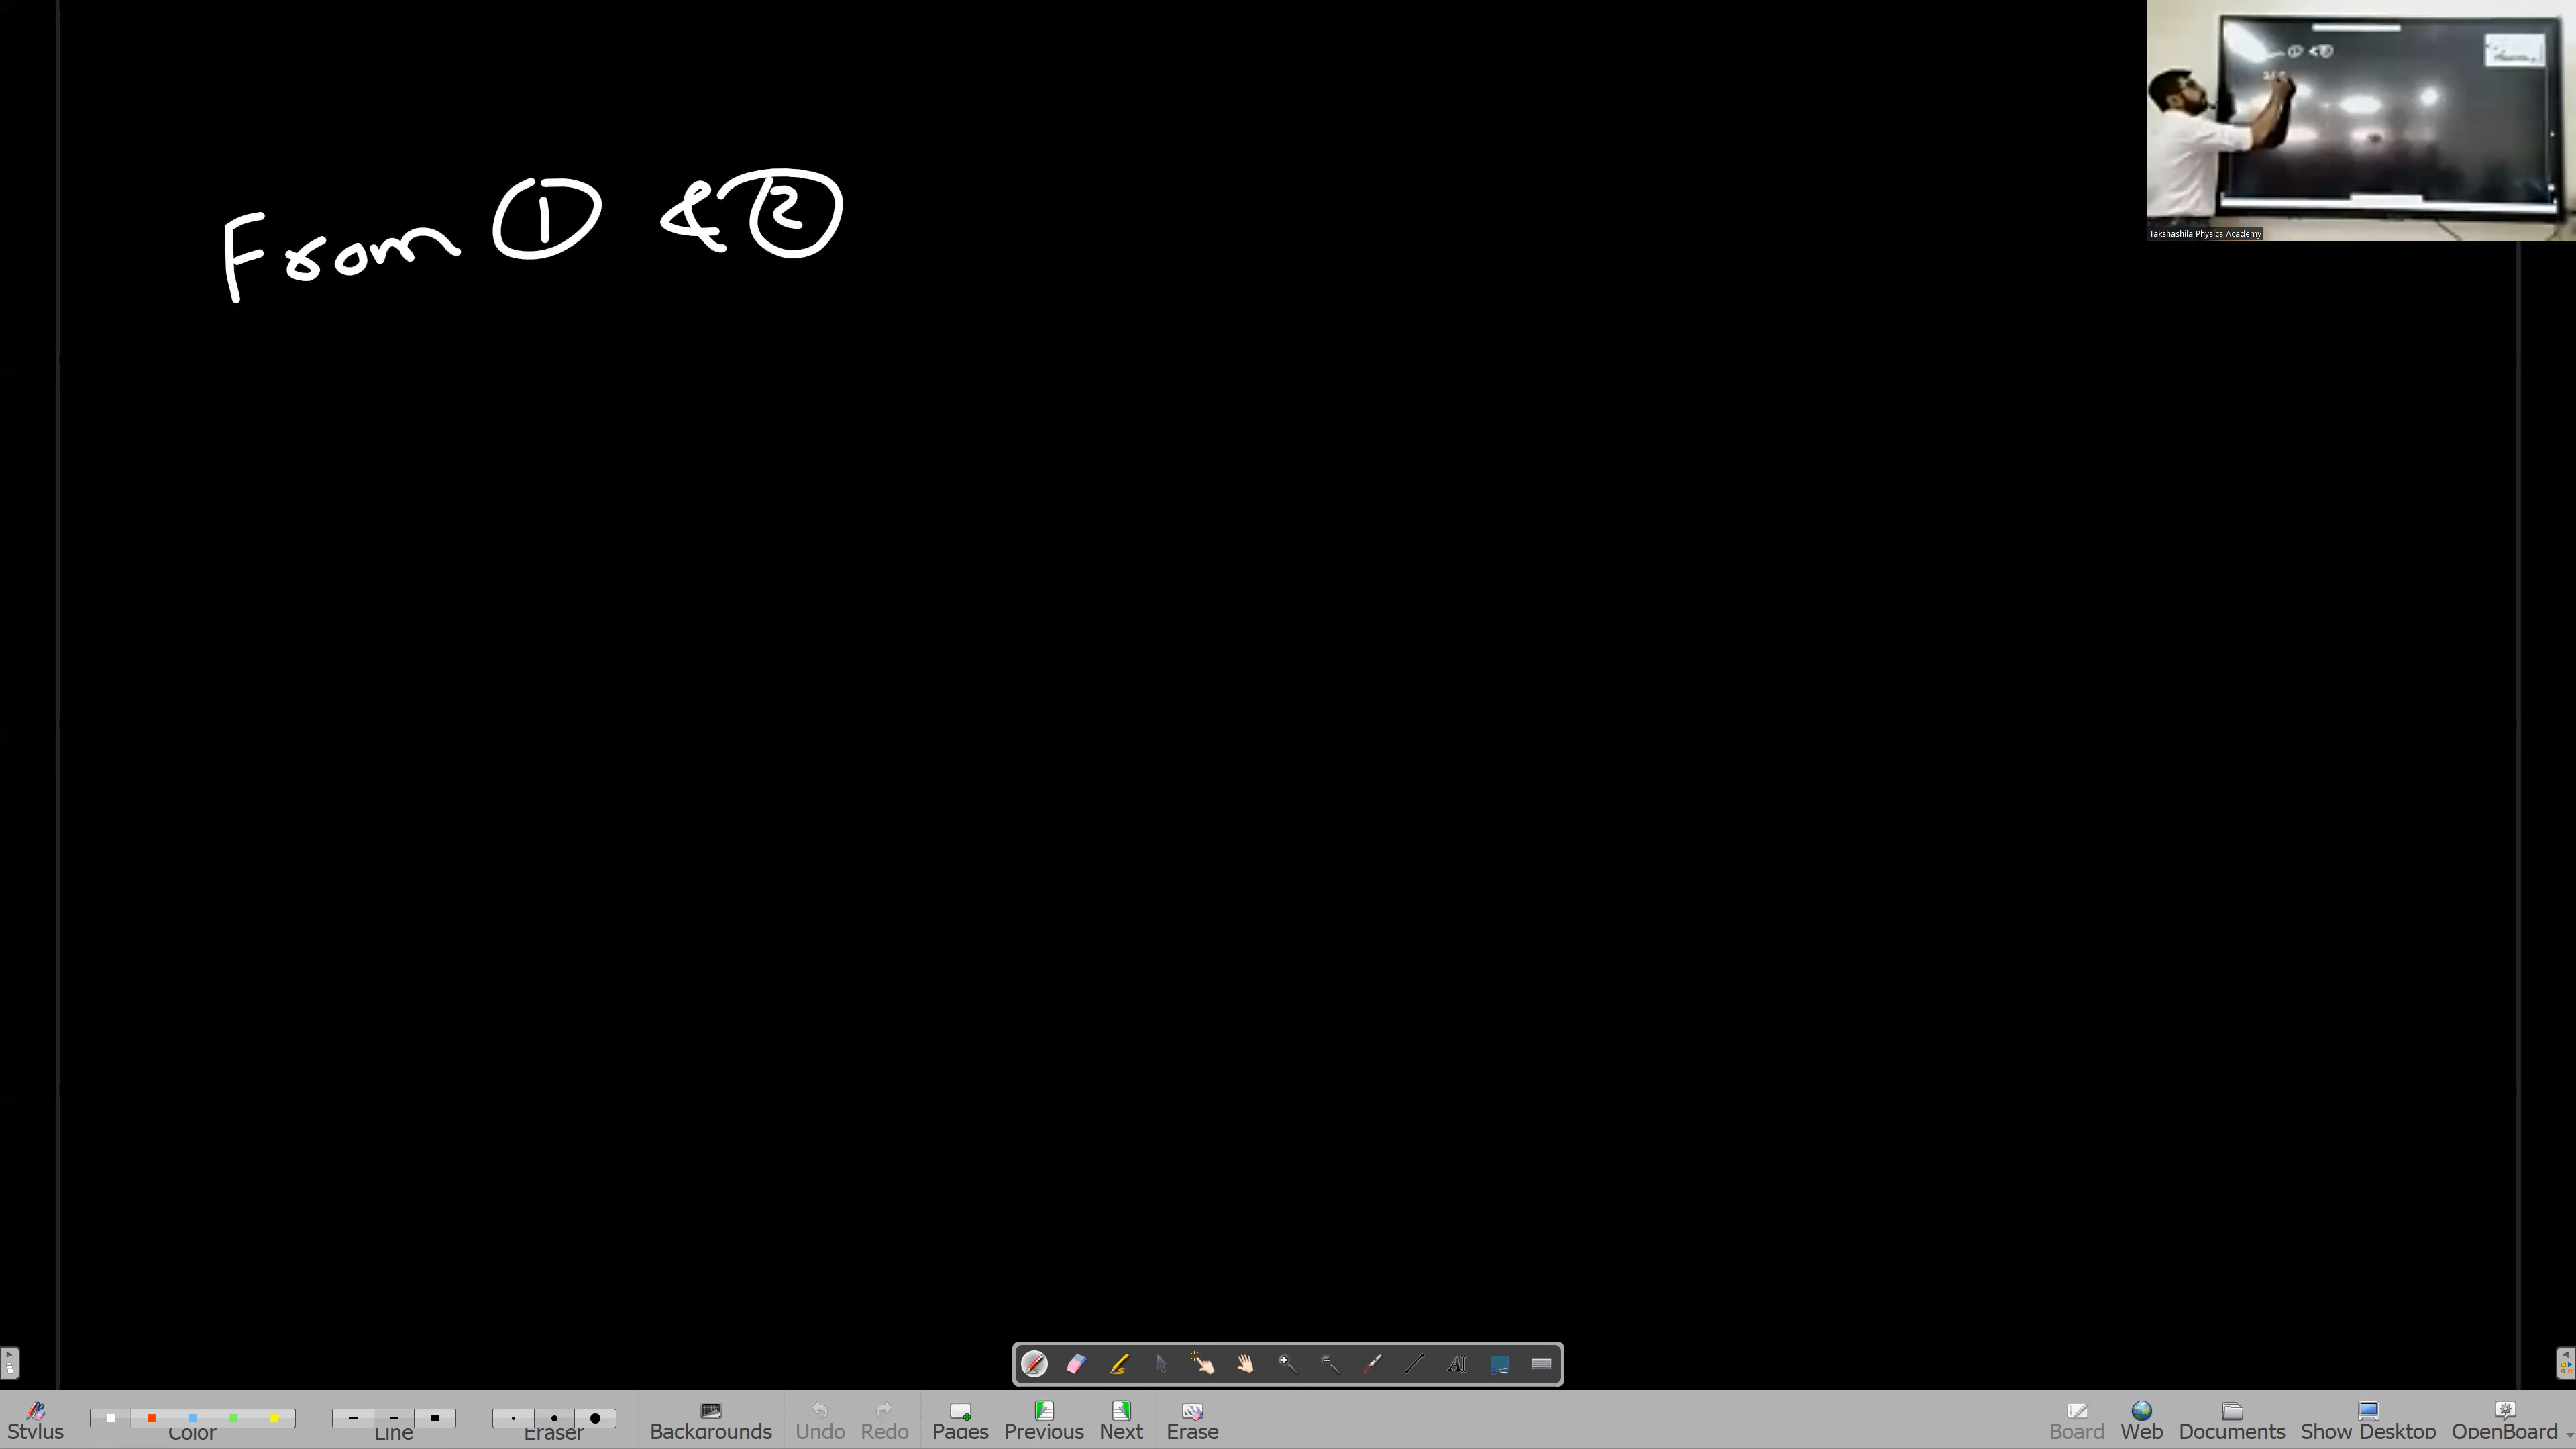 From ① & ②
Takshashila Physics Academy
Stylus Color Line Eraser Backgrounds Undo Redo Pages Previous Next Erase Board Web Documents Show Desktop OpenBoard